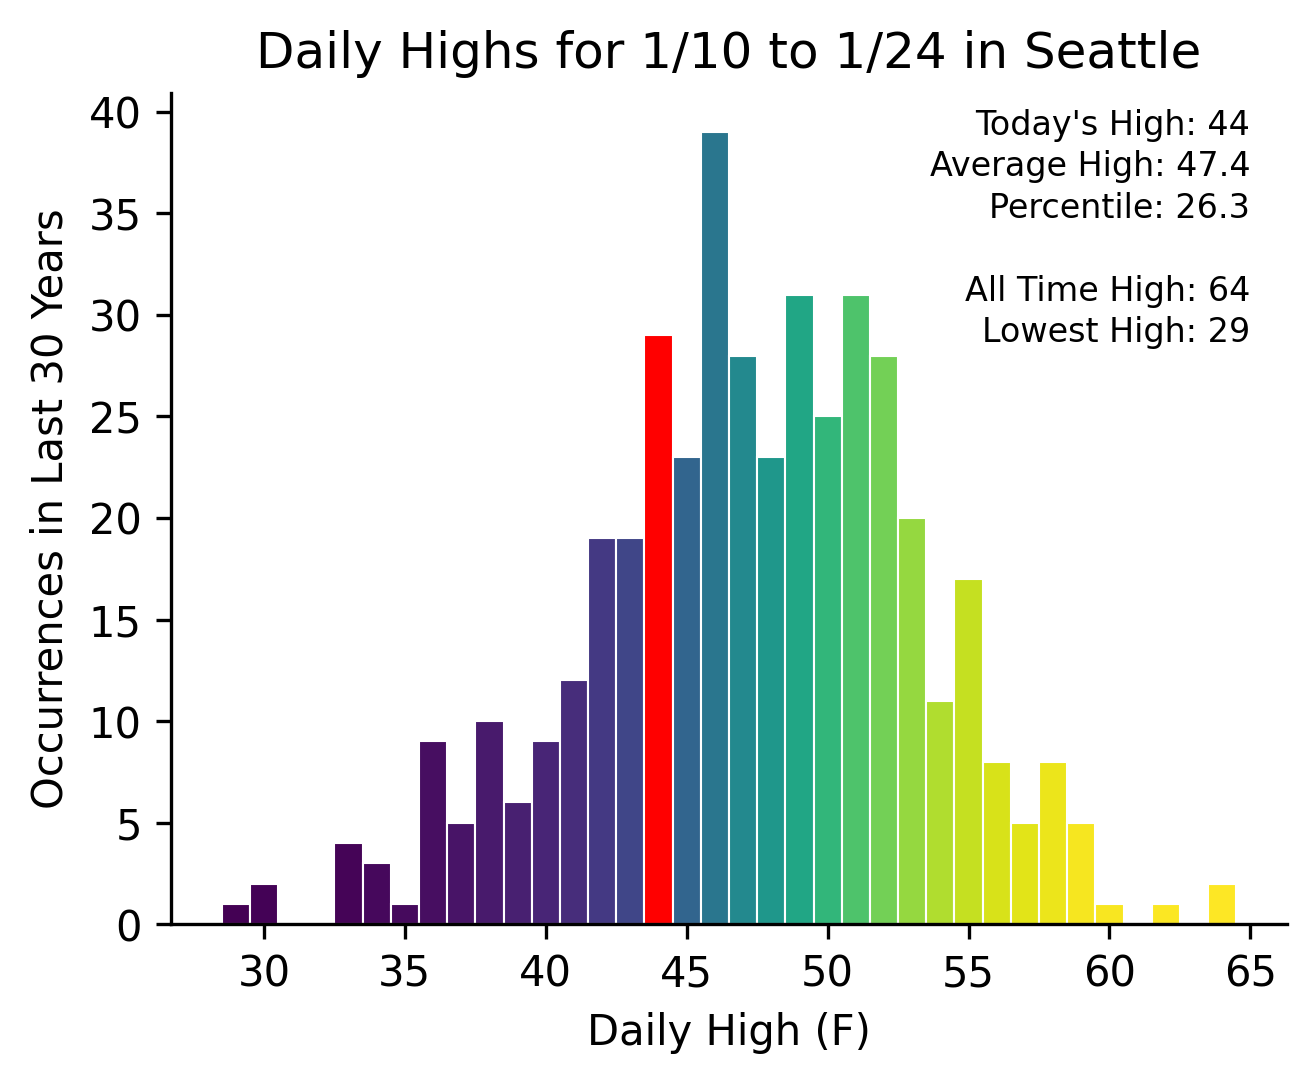 Daily Highs for 1/10 to 1/24 in Seattle
Today's High: 44
Average High: 47.4
Percentile: 26.3
All Time High: 64
Lowest High: 29
Occurrences in Last 30 Years
40
35
30
25
20
15
10
5
0
30 35 40 45 50 55 60 65
Daily High (F)